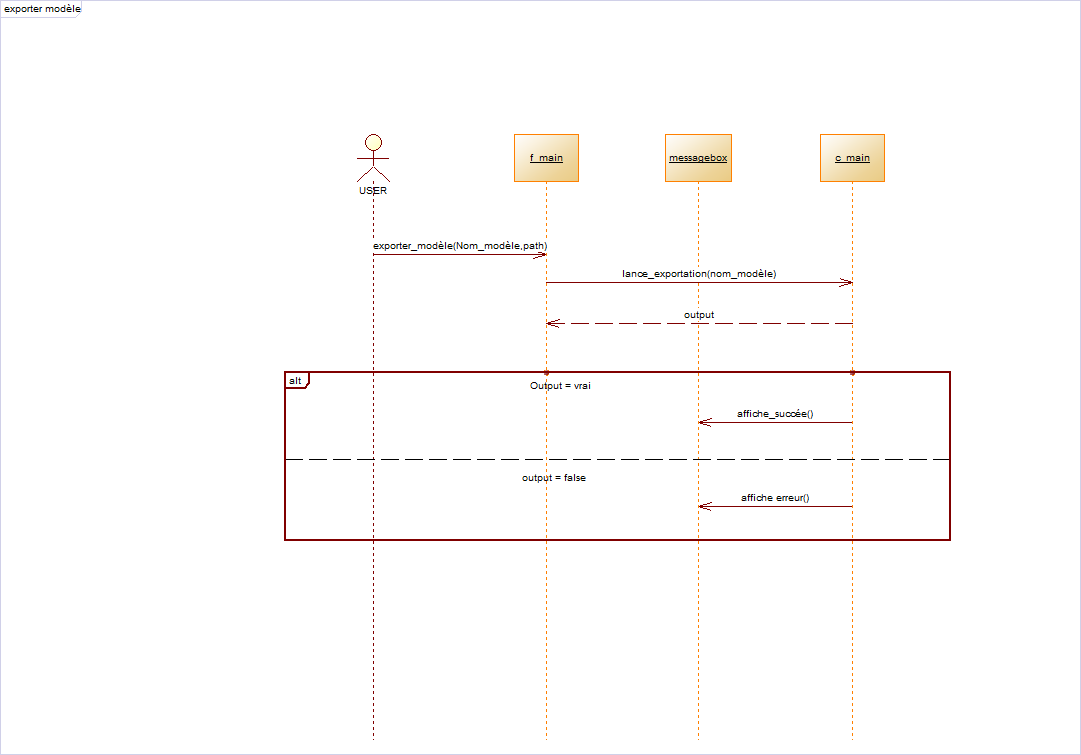 exporter modèle
f_main
messagebox
c_main
USER
exporter_modèle(Nom_modèle,path)
lance_exportation(nom_modèle)
output
alt
Output = vrai
affiche_succée()
output = false
affiche erreur()